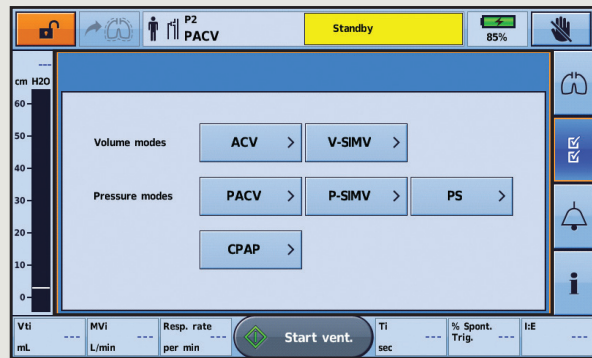 P2
PACV
Standby
85%
---
cm H2O
60
50
40
30
20
10
0
Volume modes
ACV >
V-SIMV >
Pressure modes
PACV >
P-SIMV >
PS >
CPAP >
i
Vti
---
mL
MVi
---
L/min
Resp. rate
---
per min
Start vent.
Ti
---
sec
% Spont.
Trig. ---
I:E
---